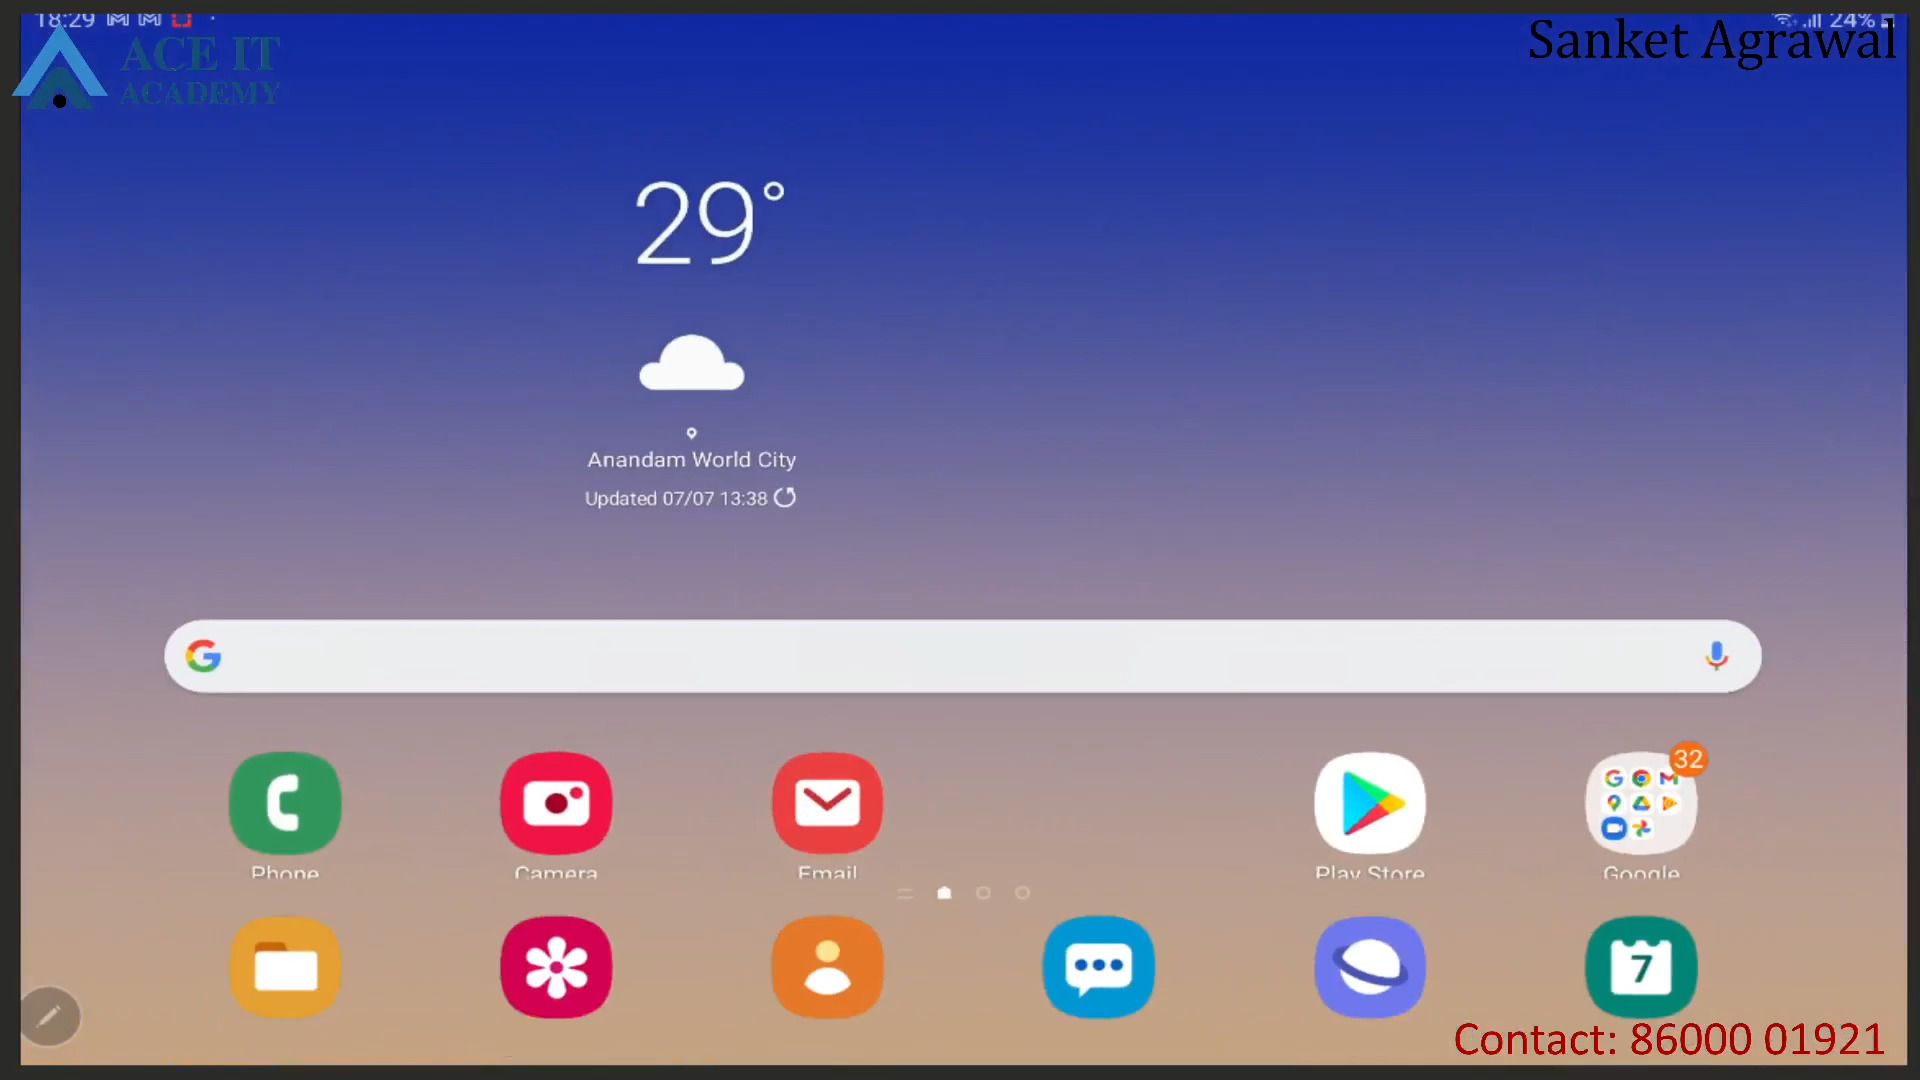 18:29
24%
ACE IT
ACADEMY
Sanket Agrawal
29°
Anandam World City
Updated 07/07 13:38
32
Phone
Camera
Email
Play Store
Google
7
Contact: 86000 01921